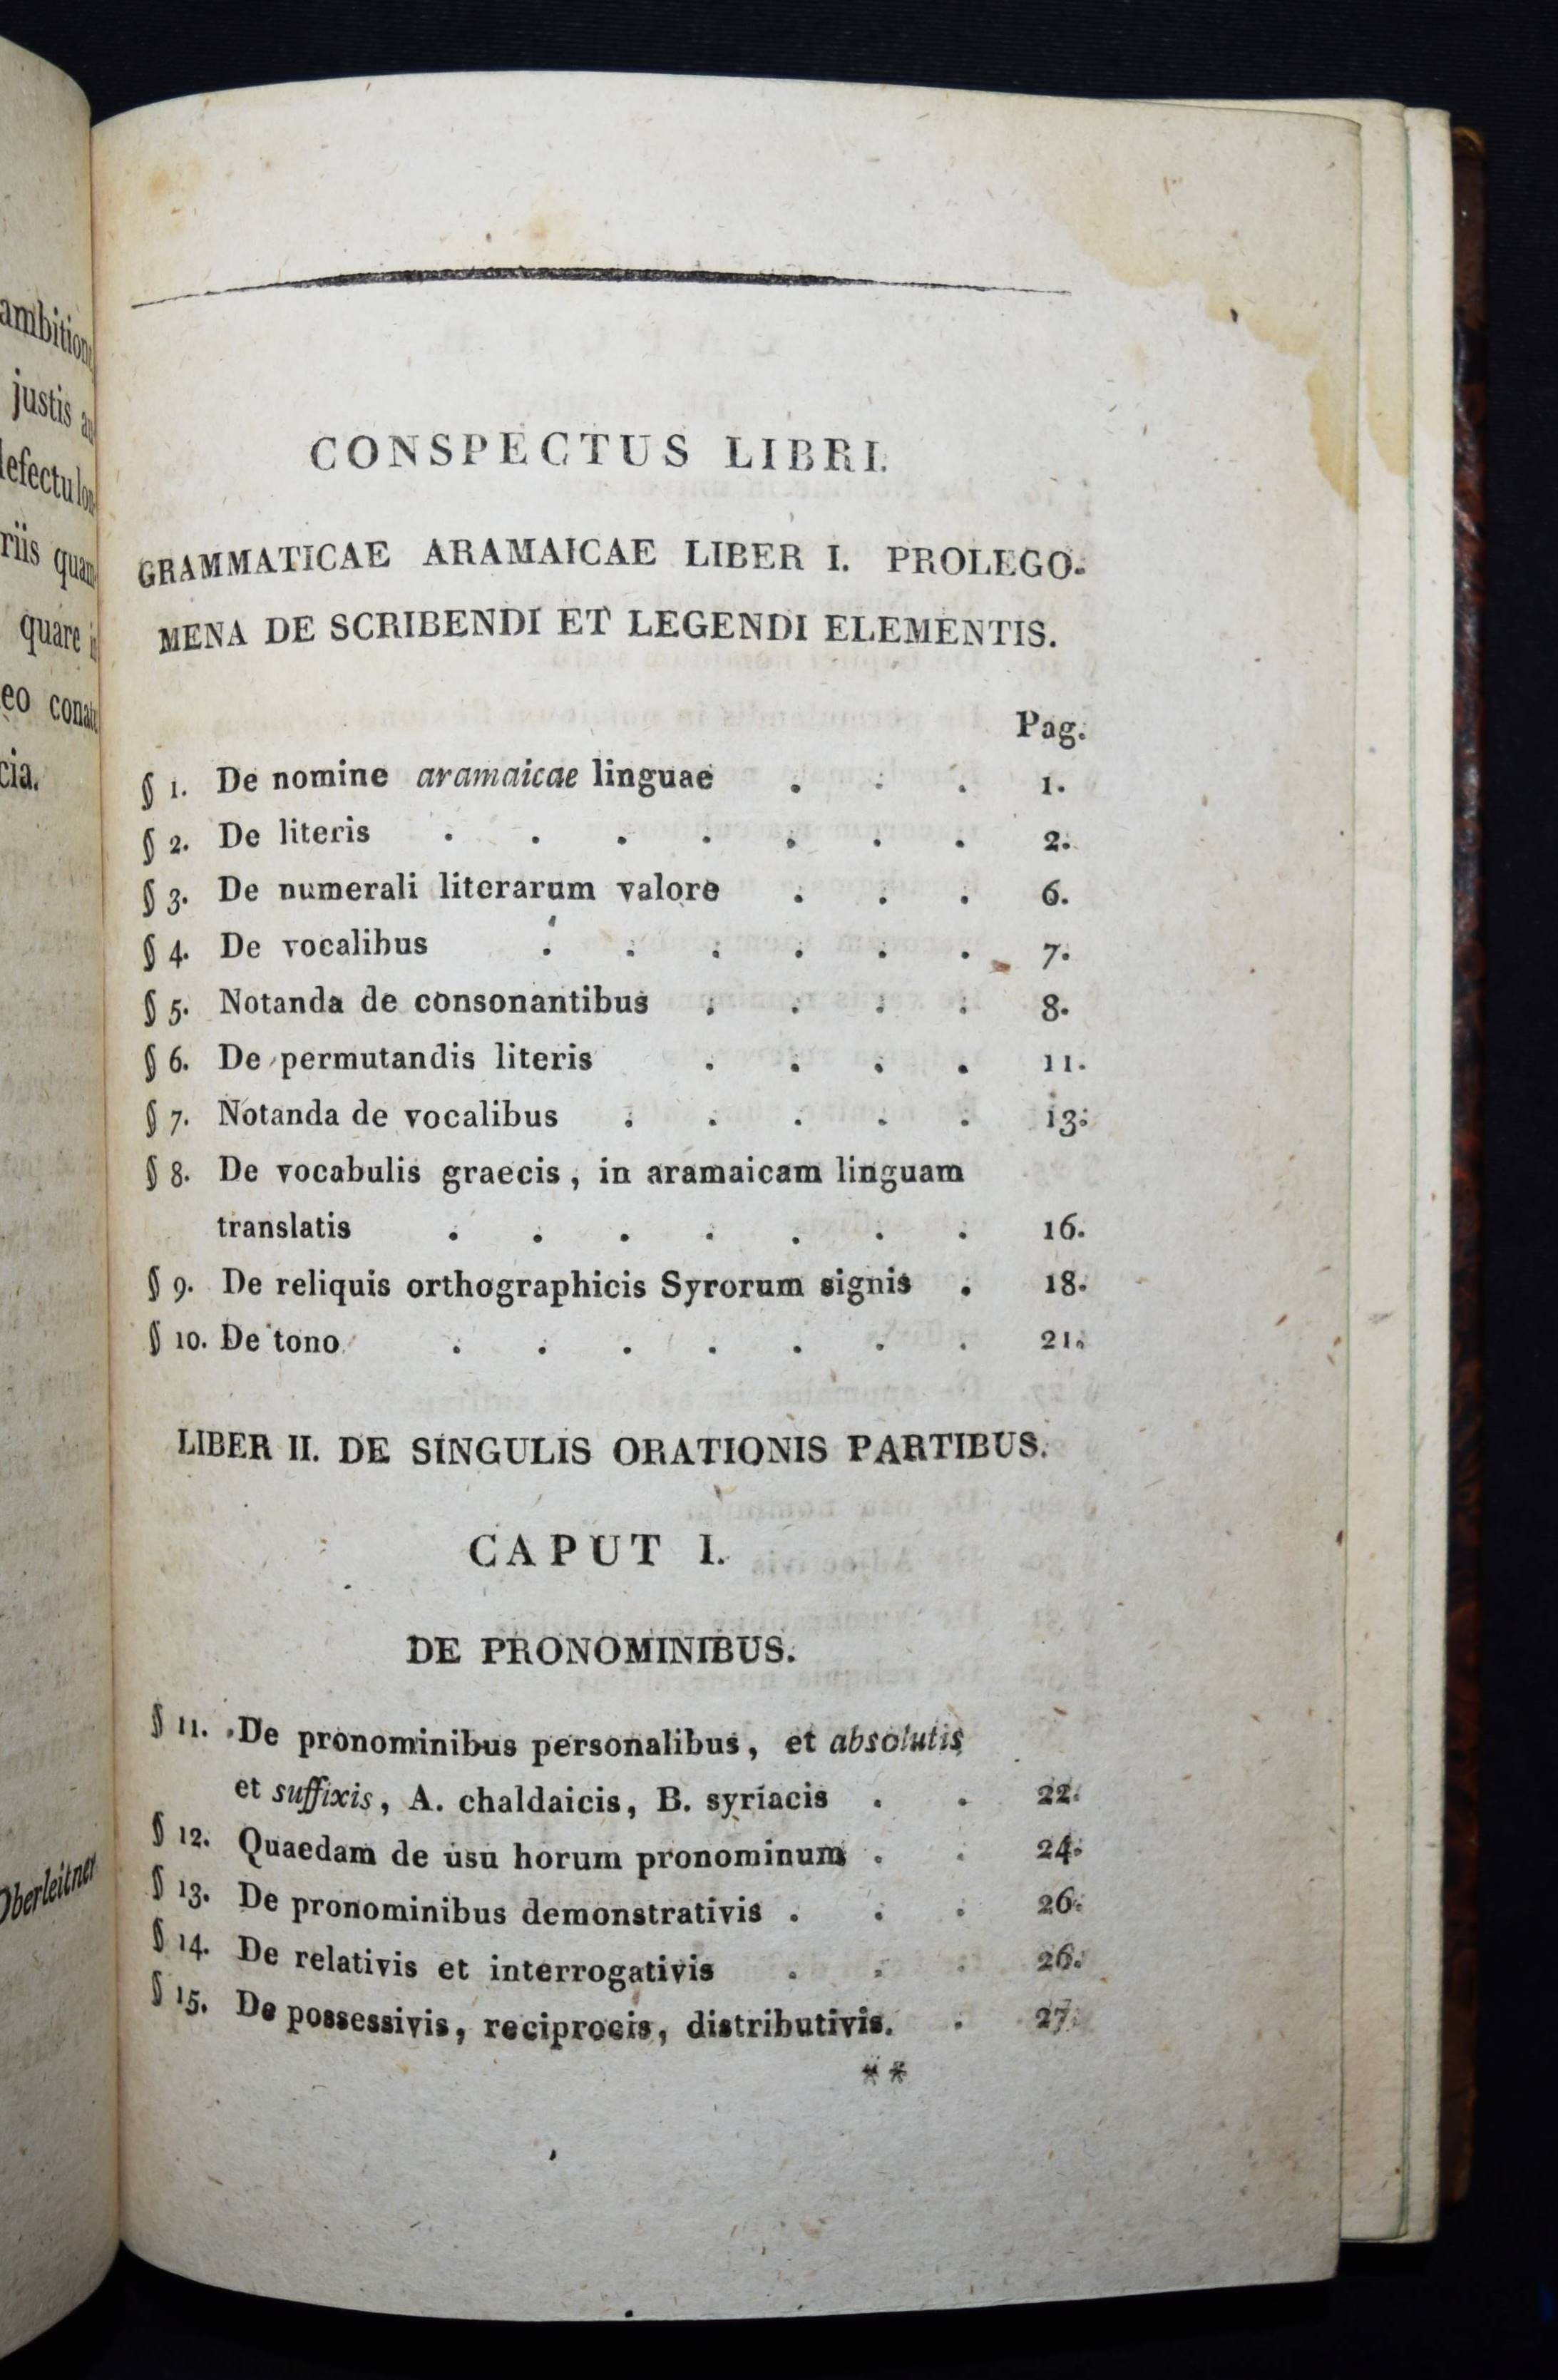 ambition
justis
quare
Oberleitner
CONSPECTUS LIBRI.
GRAMMATICAE ARAMAICAE LIBER I. PROLEGO-
MENA DE SCRIBENDI ET LEGENDI ELEMENTIS.
Pag.
§ 1. De nomine aramaicae linguae . . . 1.
§ 2. De literis . . . . . . . 2.
§ 3. De numerali literarum valore . . . 6.
§ 4. De vocalibus . . . . . . 7.
§ 5. Notanda de consonantibus . . . . 8.
§ 6. De permutandis literis . . . . 11.
§ 7. Notanda de vocalibus . . . . . 13.
§ 8. De vocabulis graecis, in aramaicam linguam
translatis . . . . . . . 16.
§ 9. De reliquis orthographicis Syrorum signis . 18.
§ 10. De tono . . . . . . . 21.
LIBER II. DE SINGULIS ORATIONIS PARTIBUS.
CAPUT I.
DE PRONOMINIBUS.
§ 11. De pronominibus personalibus, et absolutis
et suffixis, A. chaldaicis, B. syriacis . . 22.
§ 12. Quaedam de usu horum pronominum . . 24.
§ 13. De pronominibus demonstrativis . . . 26.
§ 14. De relativis et interrogativis . . . 26.
§ 15. De possessivis, reciprocis, distributivis. . 27.
**